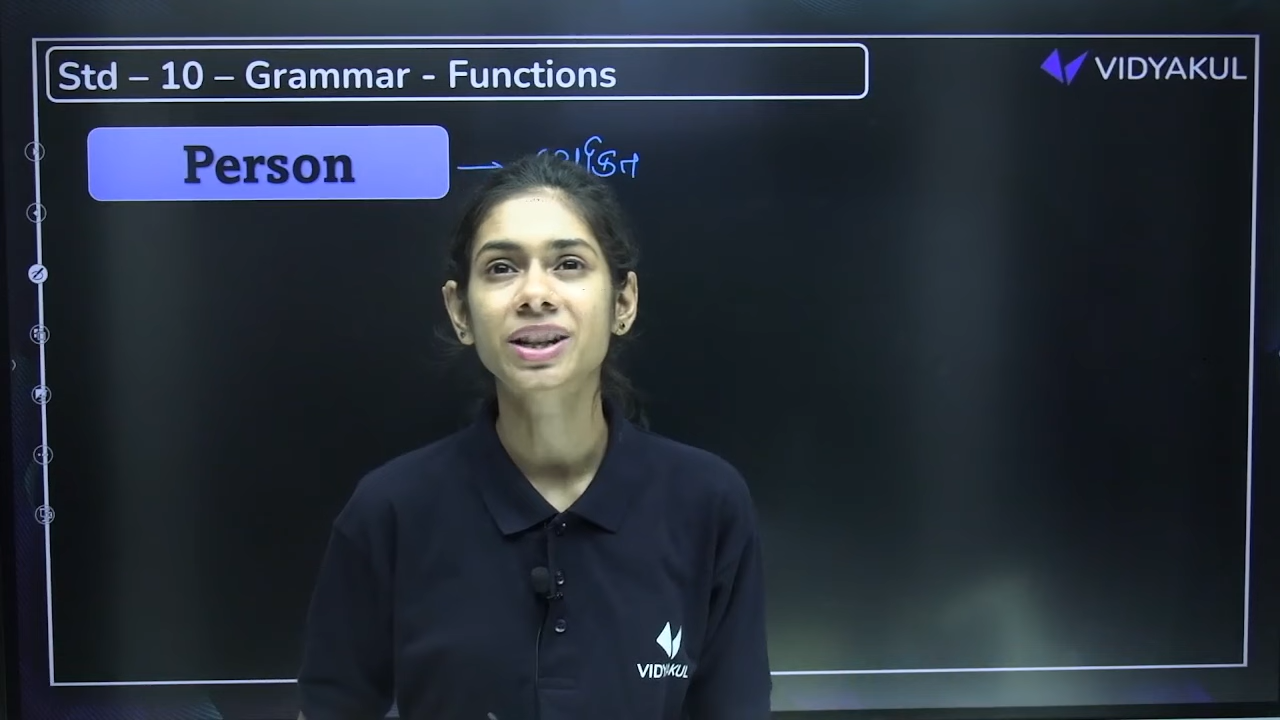 Std – 10 – Grammar - Functions
VIDYAKUL
Person
VIDYAKUL